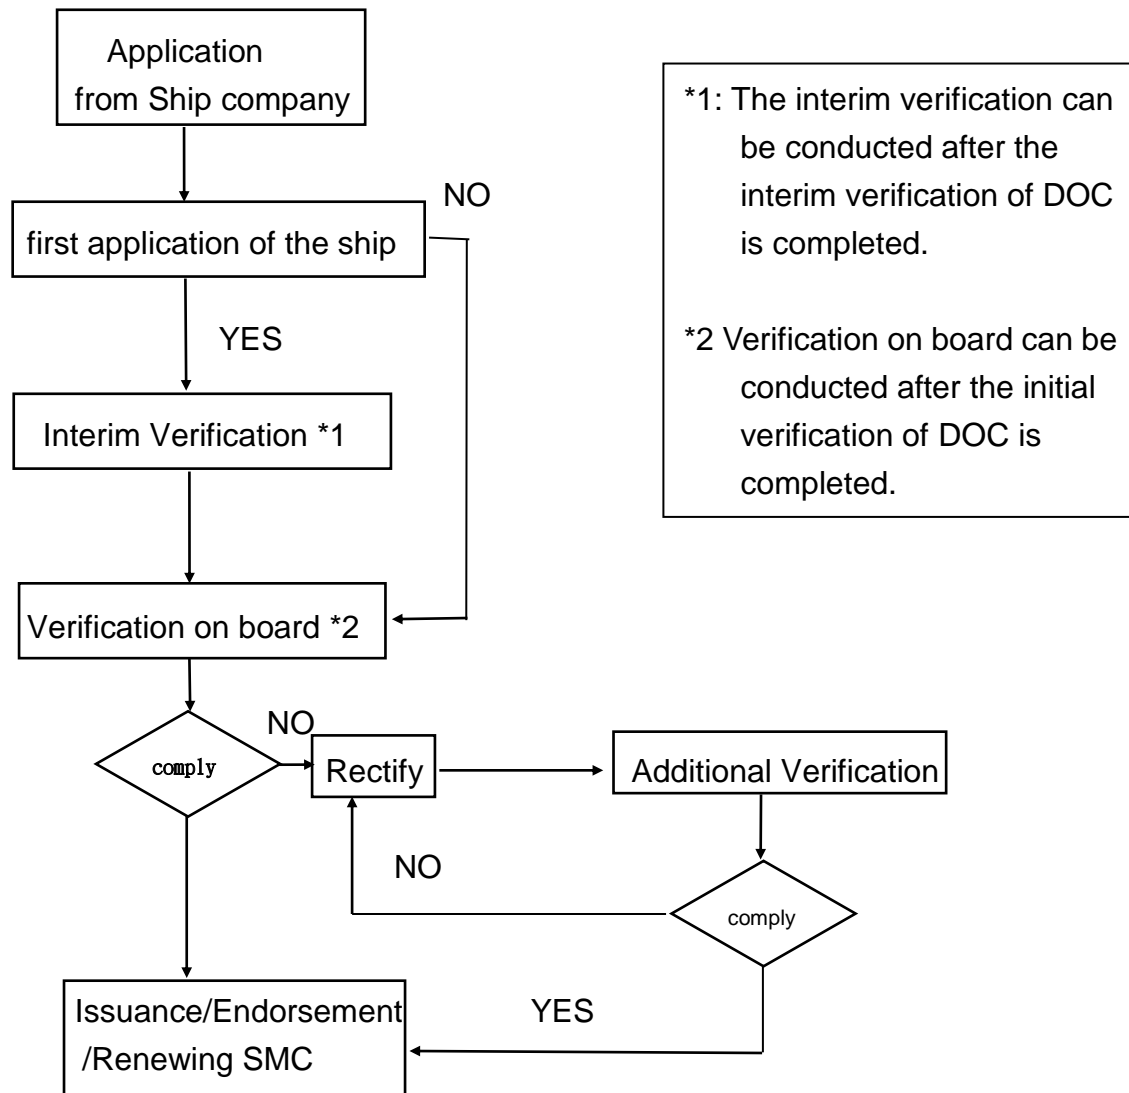 Application
from Ship company
NO
first application of the ship
YES
Interim Verification *1
Verification on board *2
comply
NO
Rectify
Additional Verification
NO
comply
Issuance/Endorsement
/Renewing SMC
YES
*1: The interim verification can
be conducted after the
interim verification of DOC
is completed.
*2 Verification on board can be
conducted after the initial
verification of DOC is
completed.